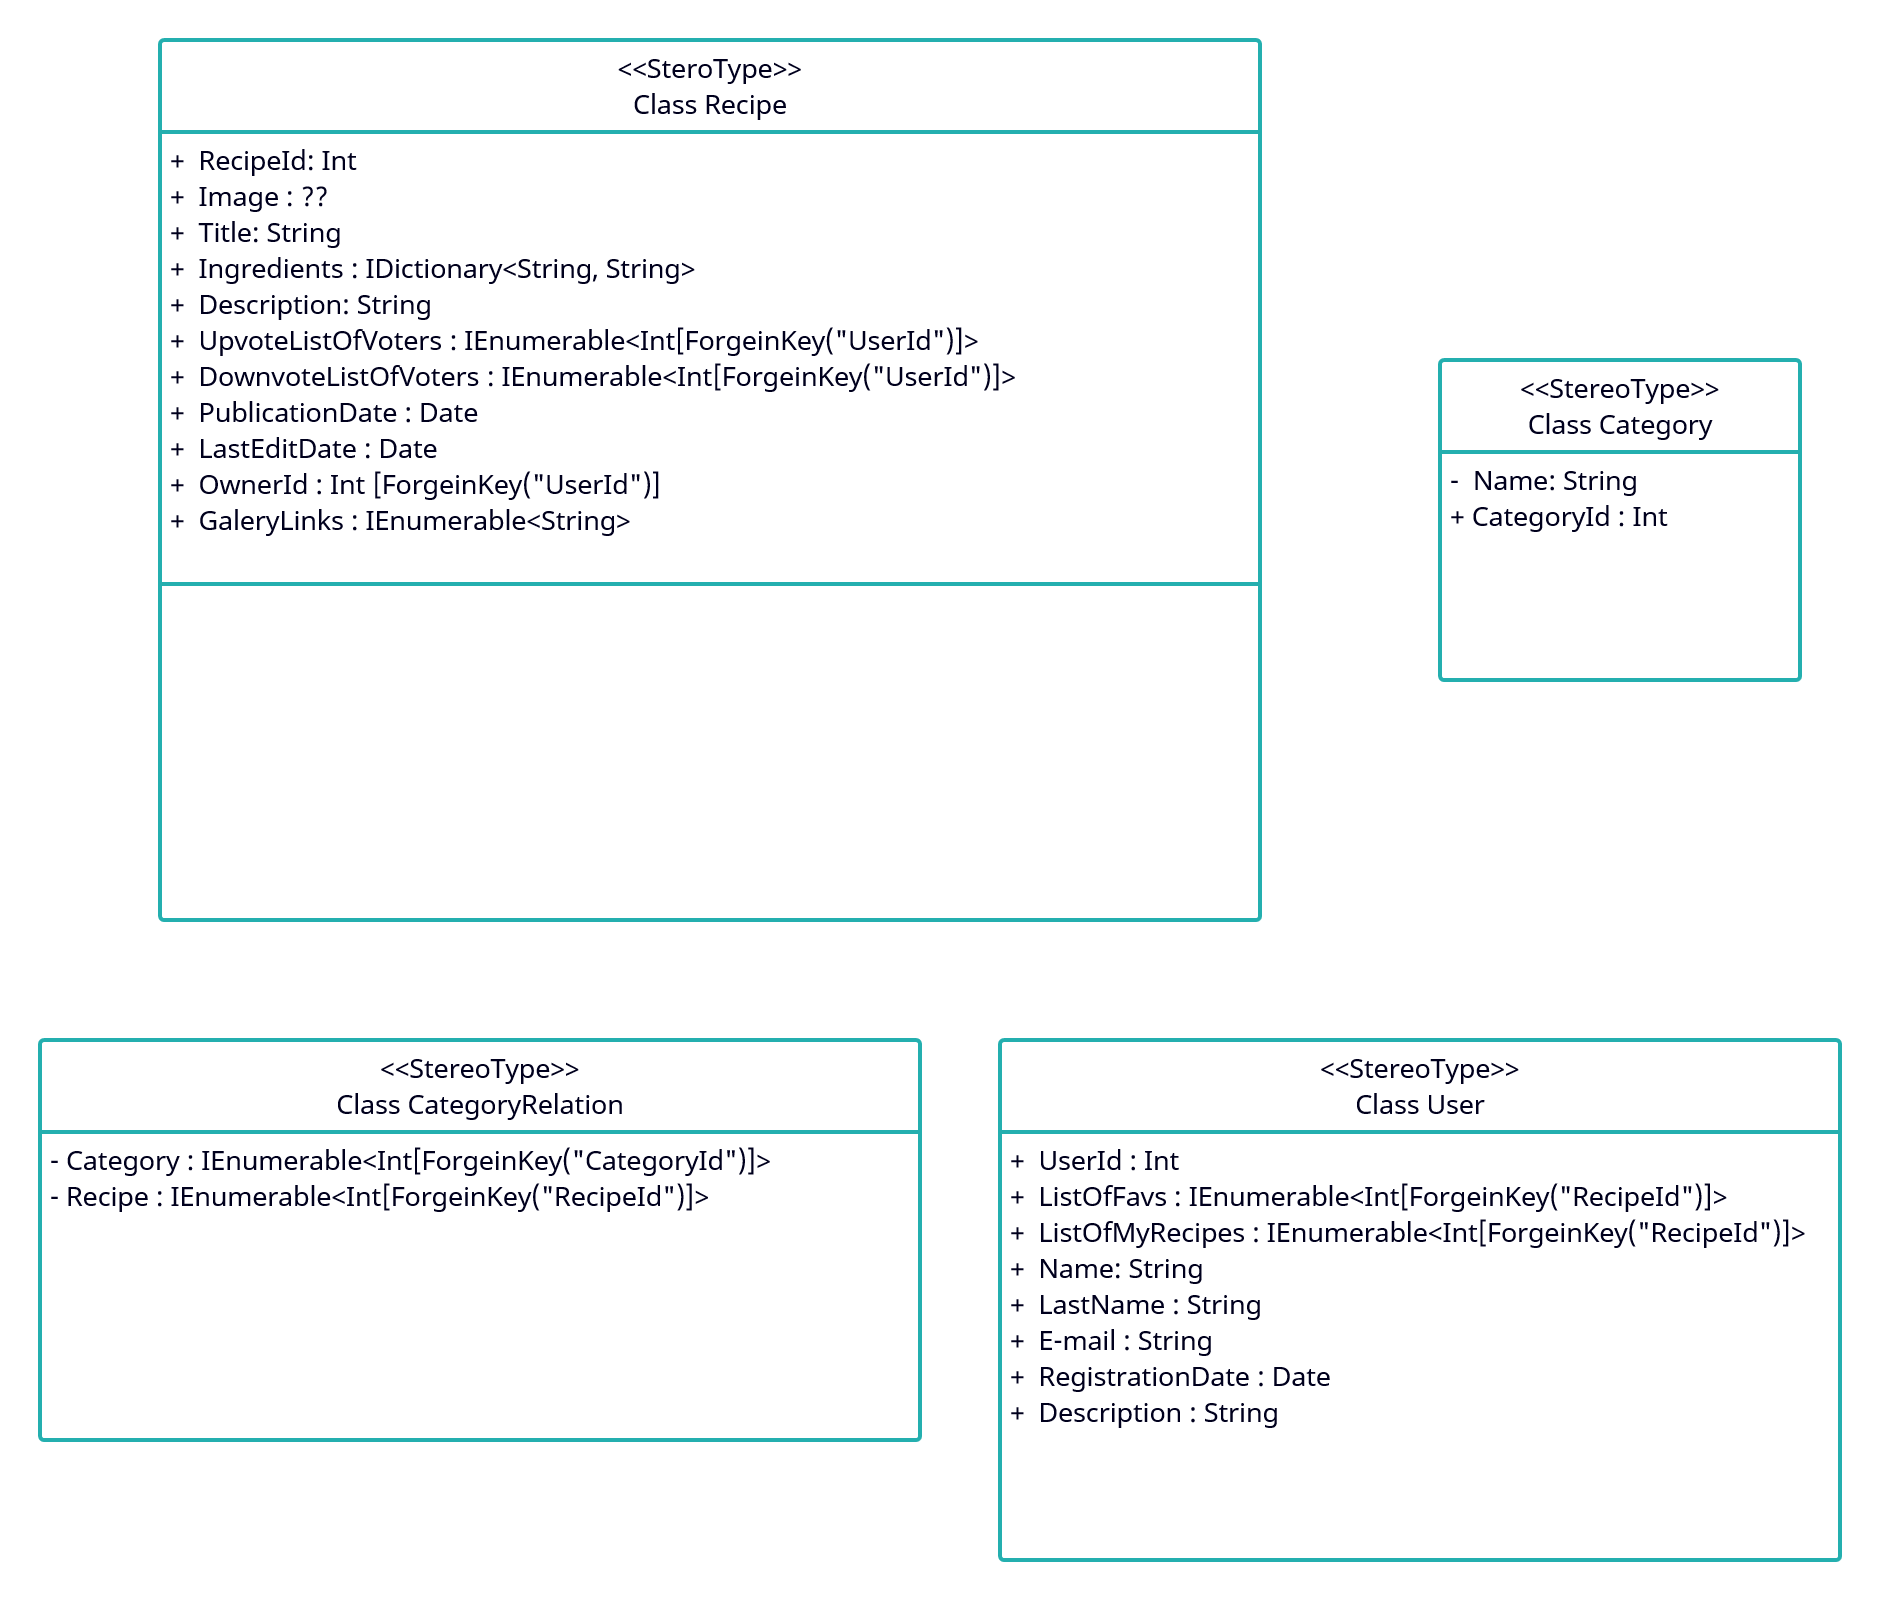 <<SteroType>>
Class Recipe
+ RecipeId: Int
+ Image : ??
+ Title: String
+ Ingredients : IDictionary<String, String>
+ Description: String
+ UpvoteListOfVoters : IEnumerable<Int[ForgeinKey("UserId")]>
+ DownvoteListOfVoters : IEnumerable<Int[ForgeinKey("UserId")]>
+ PublicationDate : Date
+ LastEditDate : Date
+ OwnerId : Int [ForgeinKey("UserId")]
+ GaleryLinks : IEnumerable<String>
<<StereoType>>
Class Category
- Name: String
+ CategoryId : Int
<<StereoType>>
Class CategoryRelation
- Category : IEnumerable<Int[ForgeinKey("CategoryId")]>
- Recipe : IEnumerable<Int[ForgeinKey("RecipeId")]>
<<StereoType>>
Class User
+ UserId : Int
+ ListOfFavs : IEnumerable<Int[ForgeinKey("RecipeId")]>
+ ListOfMyRecipes : IEnumerable<Int[ForgeinKey("RecipeId")]>
+ Name: String
+ LastName : String
+ E-mail : String
+ RegistrationDate : Date
+ Description : String